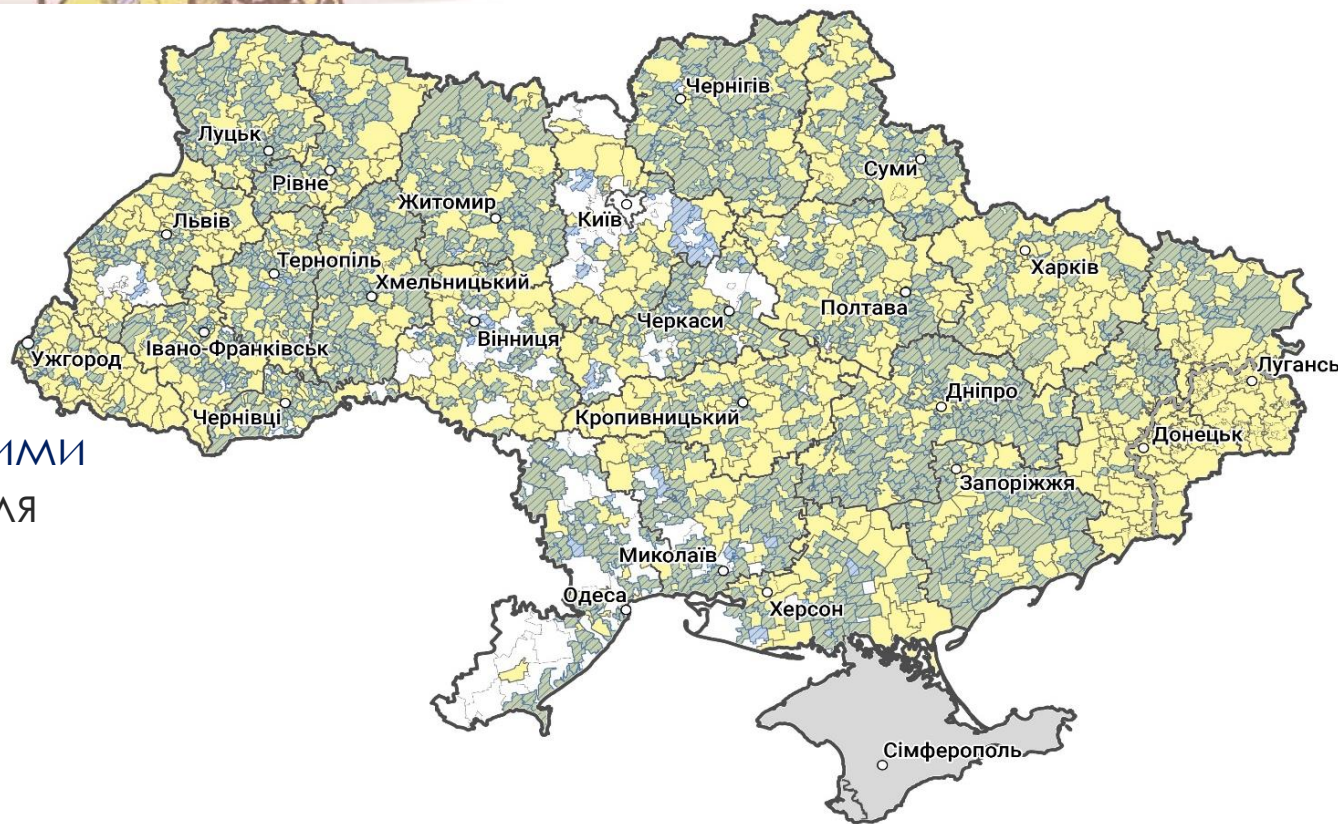 Чернігів
Луцьк
Суми
Рівне
Житомир
Київ
Львів
Тернопіль
Харків
Хмельницький
Полтава
Черкаси
Вінниця
Івано-Франківськ
Ужгород
Лугансь
Дніпро
Кропивницький
Чернівці
Донецьк
ИМИ
ЛЯ
Запоріжжя
Миколаїв
Одеса
Херсон
Сімферополь